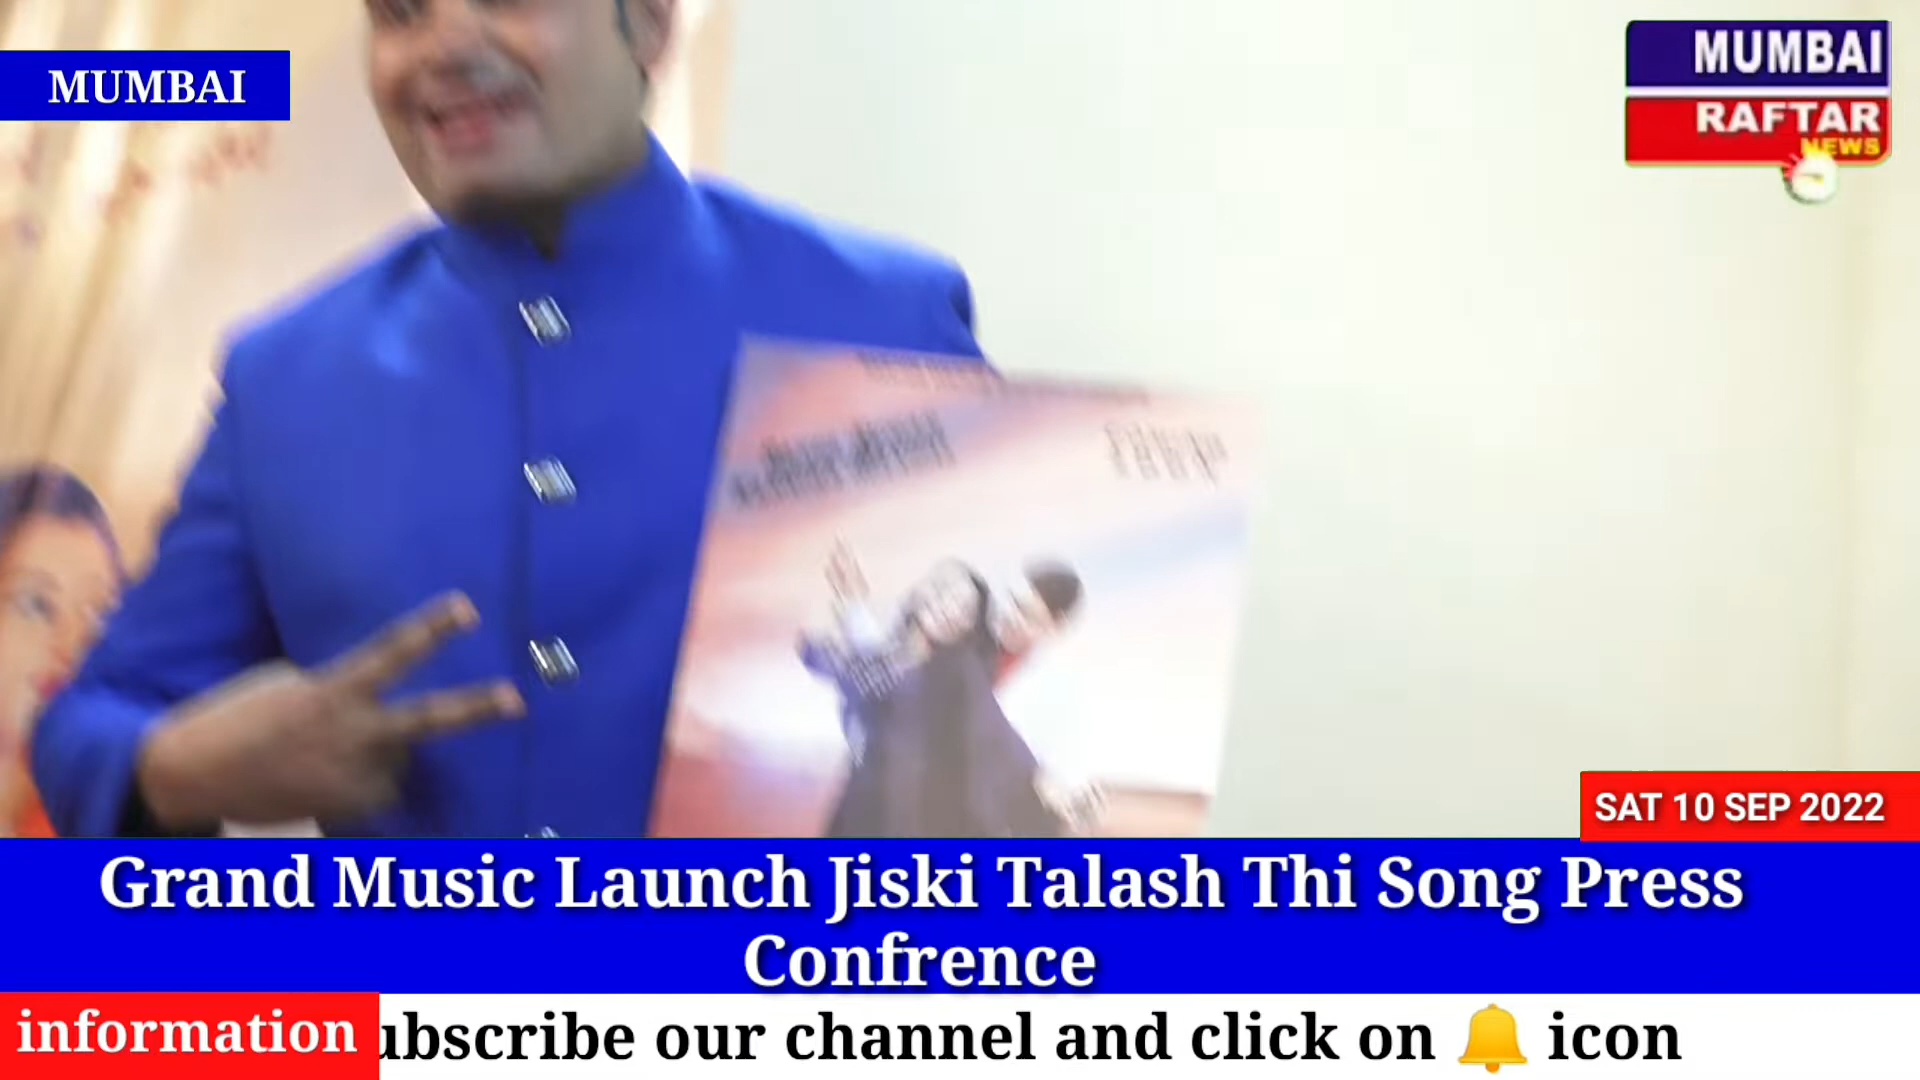 MUMBAI
MUMBAI
RAFTAR
NEWS
SAT 10 SEP 2022
Grand Music Launch Jiski Talash Thi Song Press
Confrence
information
ubscribe our channel and click on 🔔 icon